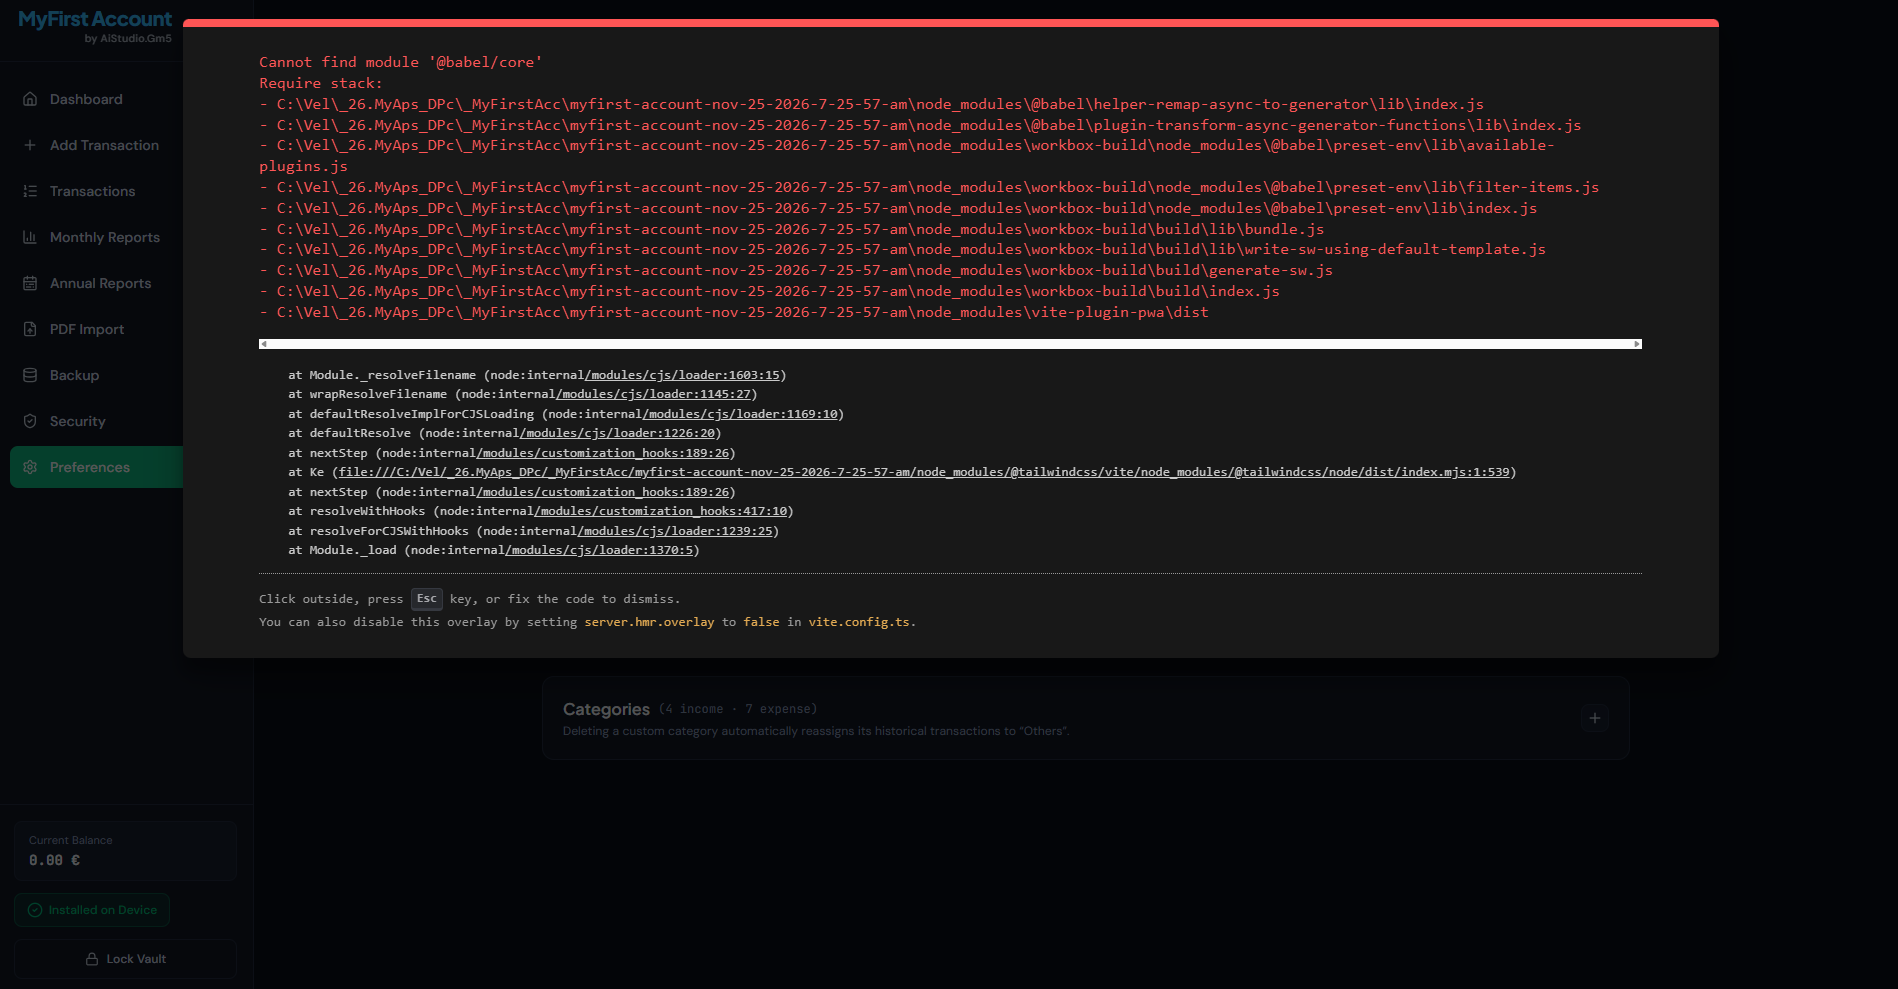 MyFirst Account
by AiStudio.Gm5
Dashboard
Add Transaction
Transactions
Monthly Reports
Annual Reports
PDF Import
Backup
Security
Preferences
Current Balance
0.00 €
Installed on Device
Lock Vault
Cannot find module '@babel/core'
Require stack:
- C:\Vel\_26.MyAps_DPc\_MyFirstAcc\myfirst-account-nov-25-2026-7-25-57-am\node_modules\@babel\helper-remap-async-to-generator\lib\index.js
- C:\Vel\_26.MyAps_DPc\_MyFirstAcc\myfirst-account-nov-25-2026-7-25-57-am\node_modules\@babel\plugin-transform-async-generator-functions\lib\index.js
- C:\Vel\_26.MyAps_DPc\_MyFirstAcc\myfirst-account-nov-25-2026-7-25-57-am\node_modules\workbox-build\node_modules\@babel\preset-env\lib\available-
plugins.js
- C:\Vel\_26.MyAps_DPc\_MyFirstAcc\myfirst-account-nov-25-2026-7-25-57-am\node_modules\workbox-build\node_modules\@babel\preset-env\lib\filter-items.js
- C:\Vel\_26.MyAps_DPc\_MyFirstAcc\myfirst-account-nov-25-2026-7-25-57-am\node_modules\workbox-build\node_modules\@babel\preset-env\lib\index.js
- C:\Vel\_26.MyAps_DPc\_MyFirstAcc\myfirst-account-nov-25-2026-7-25-57-am\node_modules\workbox-build\build\lib\bundle.js
- C:\Vel\_26.MyAps_DPc\_MyFirstAcc\myfirst-account-nov-25-2026-7-25-57-am\node_modules\workbox-build\build\lib\write-sw-using-default-template.js
- C:\Vel\_26.MyAps_DPc\_MyFirstAcc\myfirst-account-nov-25-2026-7-25-57-am\node_modules\workbox-build\build\generate-sw.js
- C:\Vel\_26.MyAps_DPc\_MyFirstAcc\myfirst-account-nov-25-2026-7-25-57-am\node_modules\workbox-build\build\index.js
- C:\Vel\_26.MyAps_DPc\_MyFirstAcc\myfirst-account-nov-25-2026-7-25-57-am\node_modules\vite-plugin-pwa\dist
at Module._resolveFilename (node:internal/modules/cjs/loader:1603:15)
at wrapResolveFilename (node:internal/modules/cjs/loader:1145:27)
at defaultResolveImplForCJSLoading (node:internal/modules/cjs/loader:1169:10)
at defaultResolve (node:internal/modules/cjs/loader:1226:20)
at nextStep (node:internal/modules/customization_hooks:189:26)
at Ke (file:///C:/Vel/_26.MyAps_DPc/_MyFirstAcc/myfirst-account-nov-25-2026-7-25-57-am/node_modules/@tailwindcss/vite/node_modules/@tailwindcss/node/dist/index.mjs:1:539)
at nextStep (node:internal/modules/customization_hooks:189:26)
at resolveWithHooks (node:internal/modules/customization_hooks:417:10)
at resolveForCJSWithHooks (node:internal/modules/cjs/loader:1239:25)
at Module._load (node:internal/modules/cjs/loader:1370:5)
Click outside, press Esc key, or fix the code to dismiss.
You can also disable this overlay by setting server.hmr.overlay to false in vite.config.ts.
Categories (4 income · 7 expense)
Deleting a custom category automatically reassigns its historical transactions to “Others”.